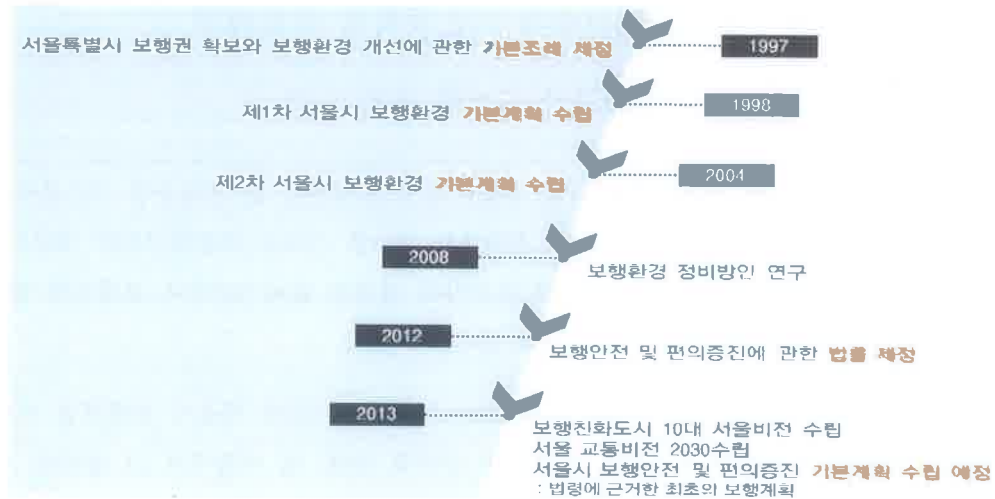 서울특별시 보행권 확보와 보행환경 개선에 관한 기본조례 제정 1997
제1차 서울시 보행환경 기본계획 수립 1998
제2차 서울시 보행환경 기본계획 수립 2004
2008 보행환경 정비방안 연구
2012 보행안전 및 편의증진에 관한 법률 제정
2013
보행친화도시 10대 서울비전 수립
서울 교통비전 2030수립
서울시 보행안전 및 편의증진 기본계획 수립 예정
: 법령에 근거한 최초의 보행계획